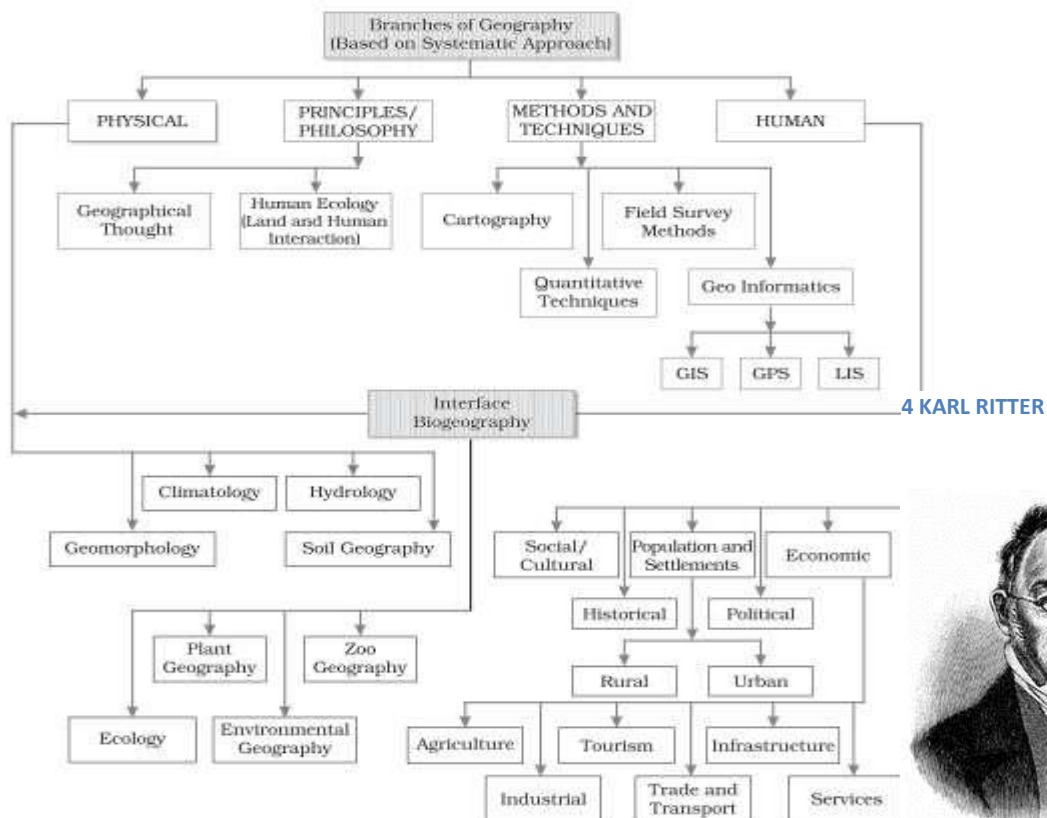 Branches of Geography
(Based on Systematic Approach)
PHYSICAL
PRINCIPLES/
PHILOSOPHY
METHODS AND
TECHNIQUES
HUMAN
Geographical
Thought
Human Ecology
(Land and Human
Interaction)
Cartography
Field Survey
Methods
Quantitative
Techniques
Geo Informatics
GIS
GPS
LIS
Interface
Biogeography
4 KARL RITTER
Climatology
Hydrology
Geomorphology
Soil Geography
Social/
Cultural
Population and
Settlements
Economic
Historical
Political
Plant
Geography
Zoo
Geography
Rural
Urban
Ecology
Environmental
Geography
Agriculture
Tourism
Infrastructure
Industrial
Trade and
Transport
Services